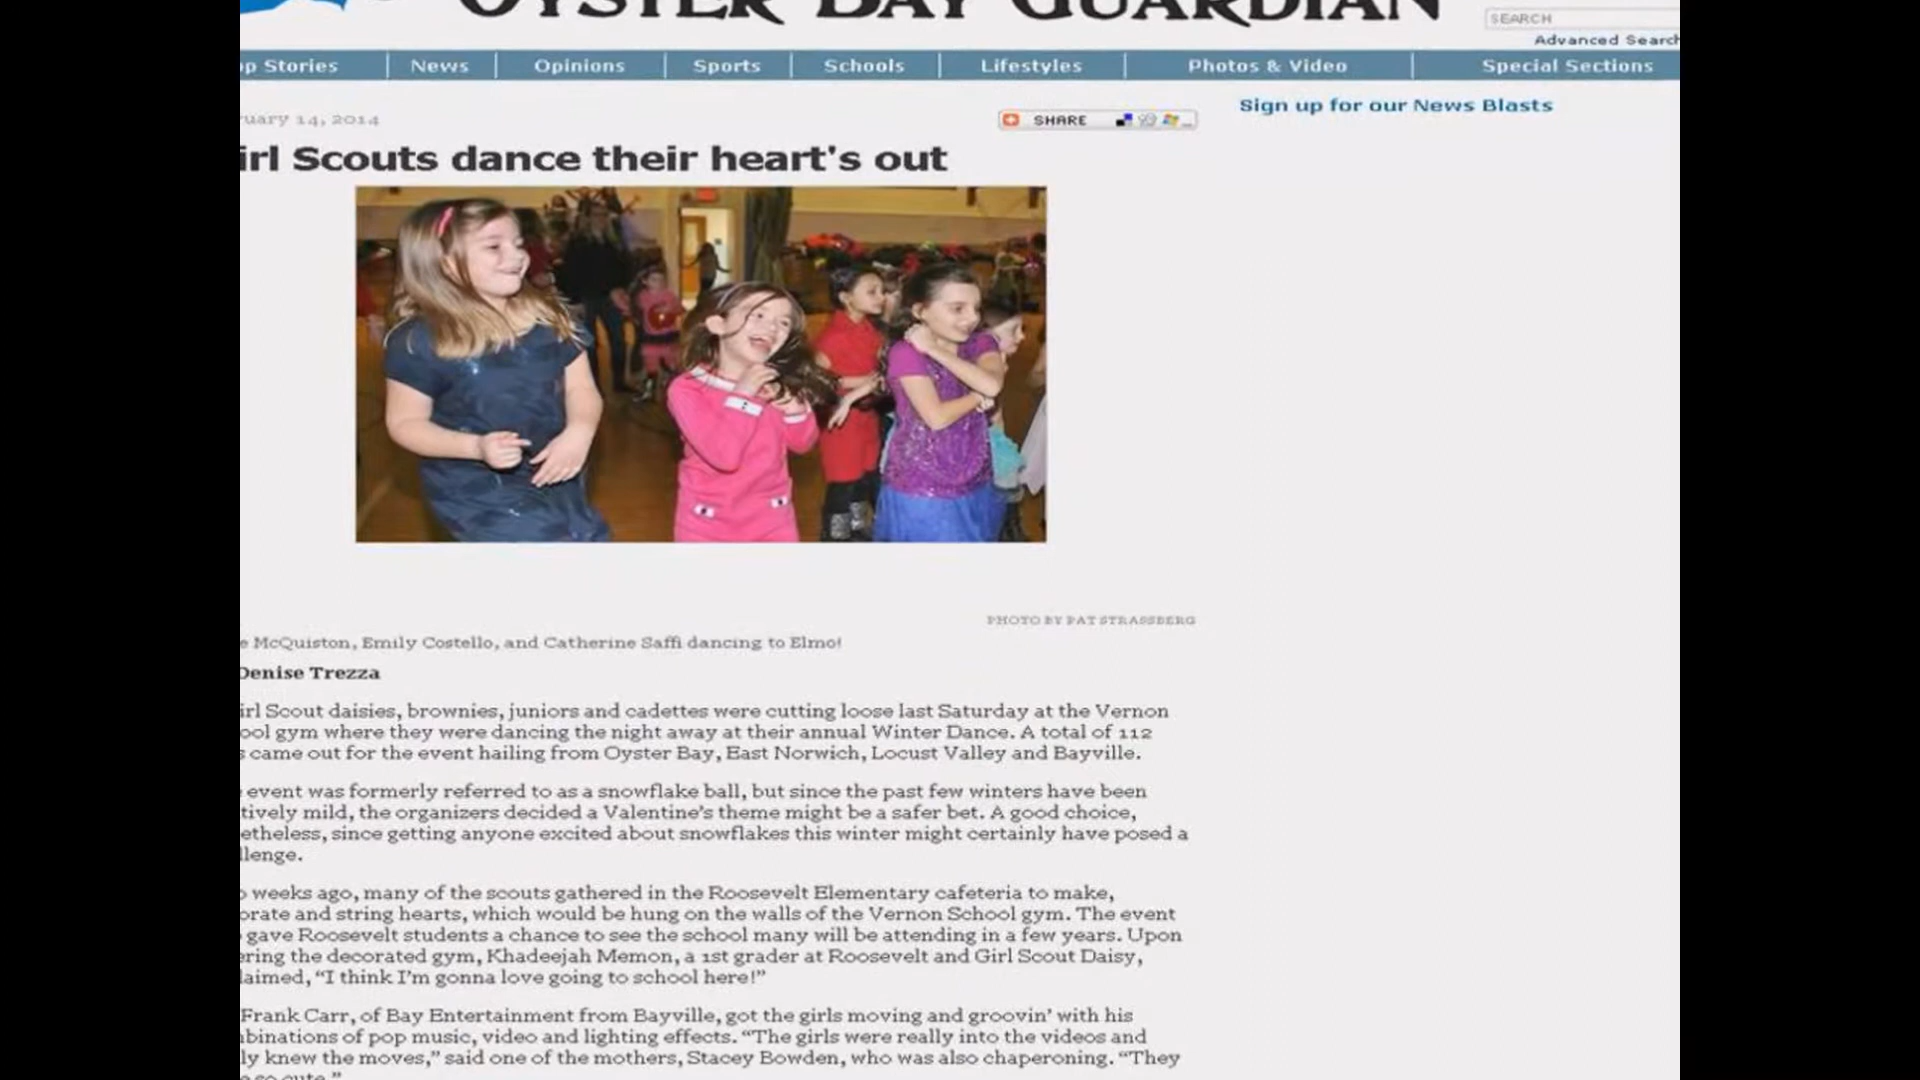 OYSTER BAY GUARDIAN
SEARCH
Advanced Search
p Stories
News
Opinions
Sports
Schools
Lifestyles
Photos & Video
Special Sections
uary 14, 2014
SHARE
Sign up for our News Blasts
irl Scouts dance their heart's out
PHOTO BY PAT STRASSBERG
e McQuiston, Emily Costello, and Catherine Saffi dancing to Elmo!
Denise Trezza
irl Scout daisies, brownies, juniors and cadettes were cutting loose last Saturday at the Vernon
ool gym where they were dancing the night away at their annual Winter Dance. A total of 112
s came out for the event hailing from Oyster Bay, East Norwich, Locust Valley and Bayville.
event was formerly referred to as a snowflake ball, but since the past few winters have been
tively mild, the organizers decided a Valentine's theme might be a safer bet. A good choice,
etheless, since getting anyone excited about snowflakes this winter might certainly have posed a
llenge.
o weeks ago, many of the scouts gathered in the Roosevelt Elementary cafeteria to make,
orate and string hearts, which would be hung on the walls of the Vernon School gym. The event
gave Roosevelt students a chance to see the school many will be attending in a few years. Upon
ering the decorated gym, Khadeejah Memon, a 1st grader at Roosevelt and Girl Scout Daisy,
laimed, “I think I'm gonna love going to school here!”
Frank Carr, of Bay Entertainment from Bayville, got the girls moving and groovin' with his
nbinations of pop music, video and lighting effects. “The girls were really into the videos and
ly knew the moves,” said one of the mothers, Stacey Bowden, who was also chaperoning. “They
so cute.”